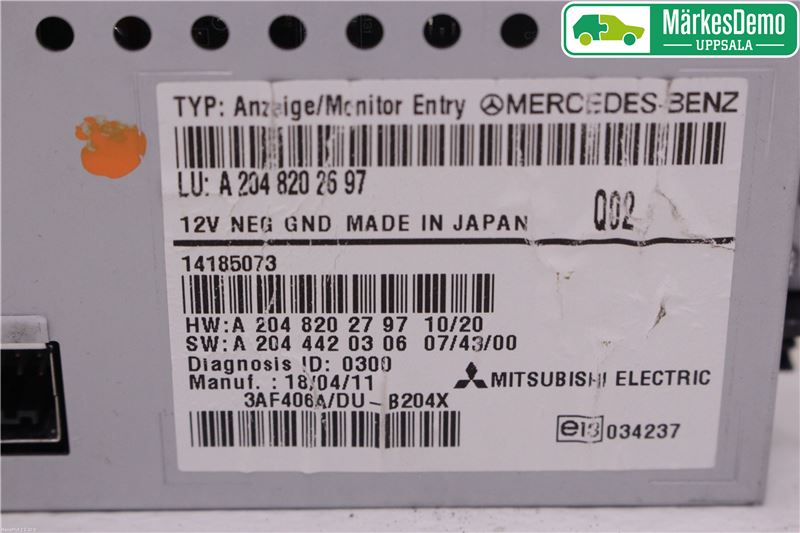 MärkesDemo
UPPSALA
TYP: Anzeige/Monitor Entry MERCEDES-BENZ
LU: A 204 820 26 97
12V NEG GND MADE IN JAPAN Q02
14185073
HW:A 204 820 27 97 10/20
SW:A 204 442 03 06 07/43/00
Diagnosis ID: 0300
Manuf. : 18/04/11
MITSUBISHI ELECTRIC
3AF406A/DU-B204X
e13 034237